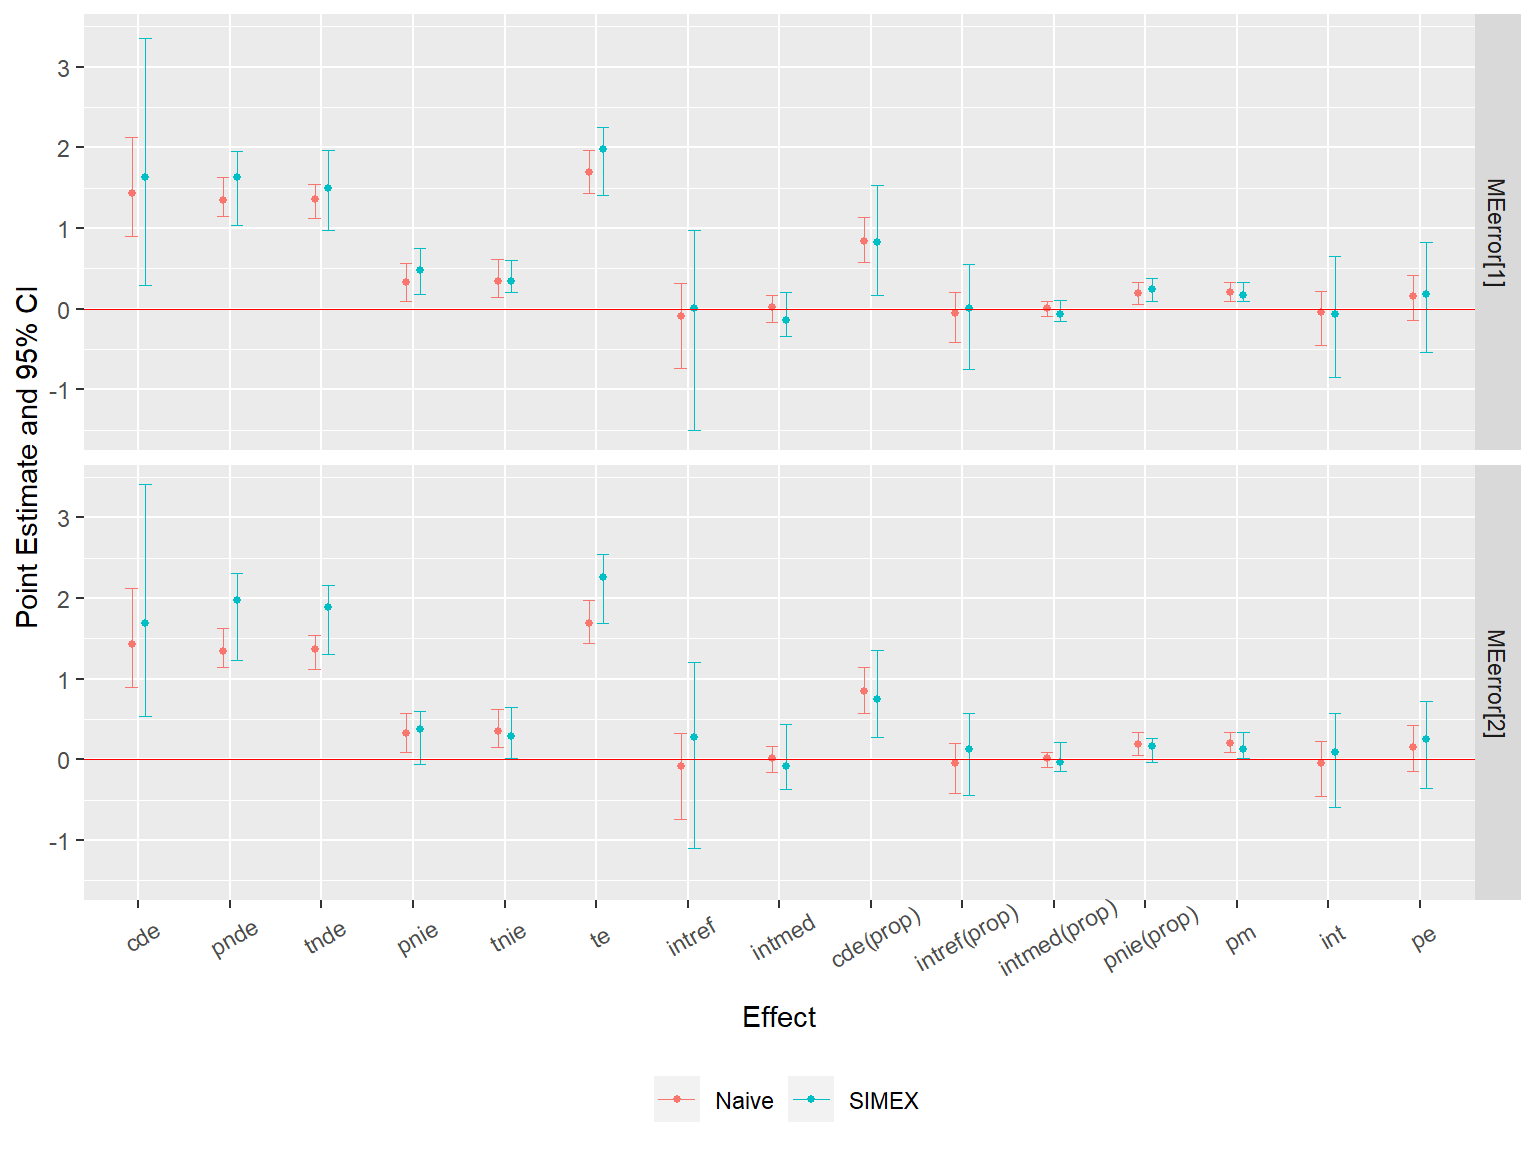 Point Estimate and 95% CI
3
2
1
0
-1
MEerror[1]
3
2
1
0
-1
MEerror[2]
cde pnde tnde pnie tnie te intref intmed cde(prop) intref(prop) intmed(prop) pnie(prop) pm int pe
Effect
Naive SIMEX